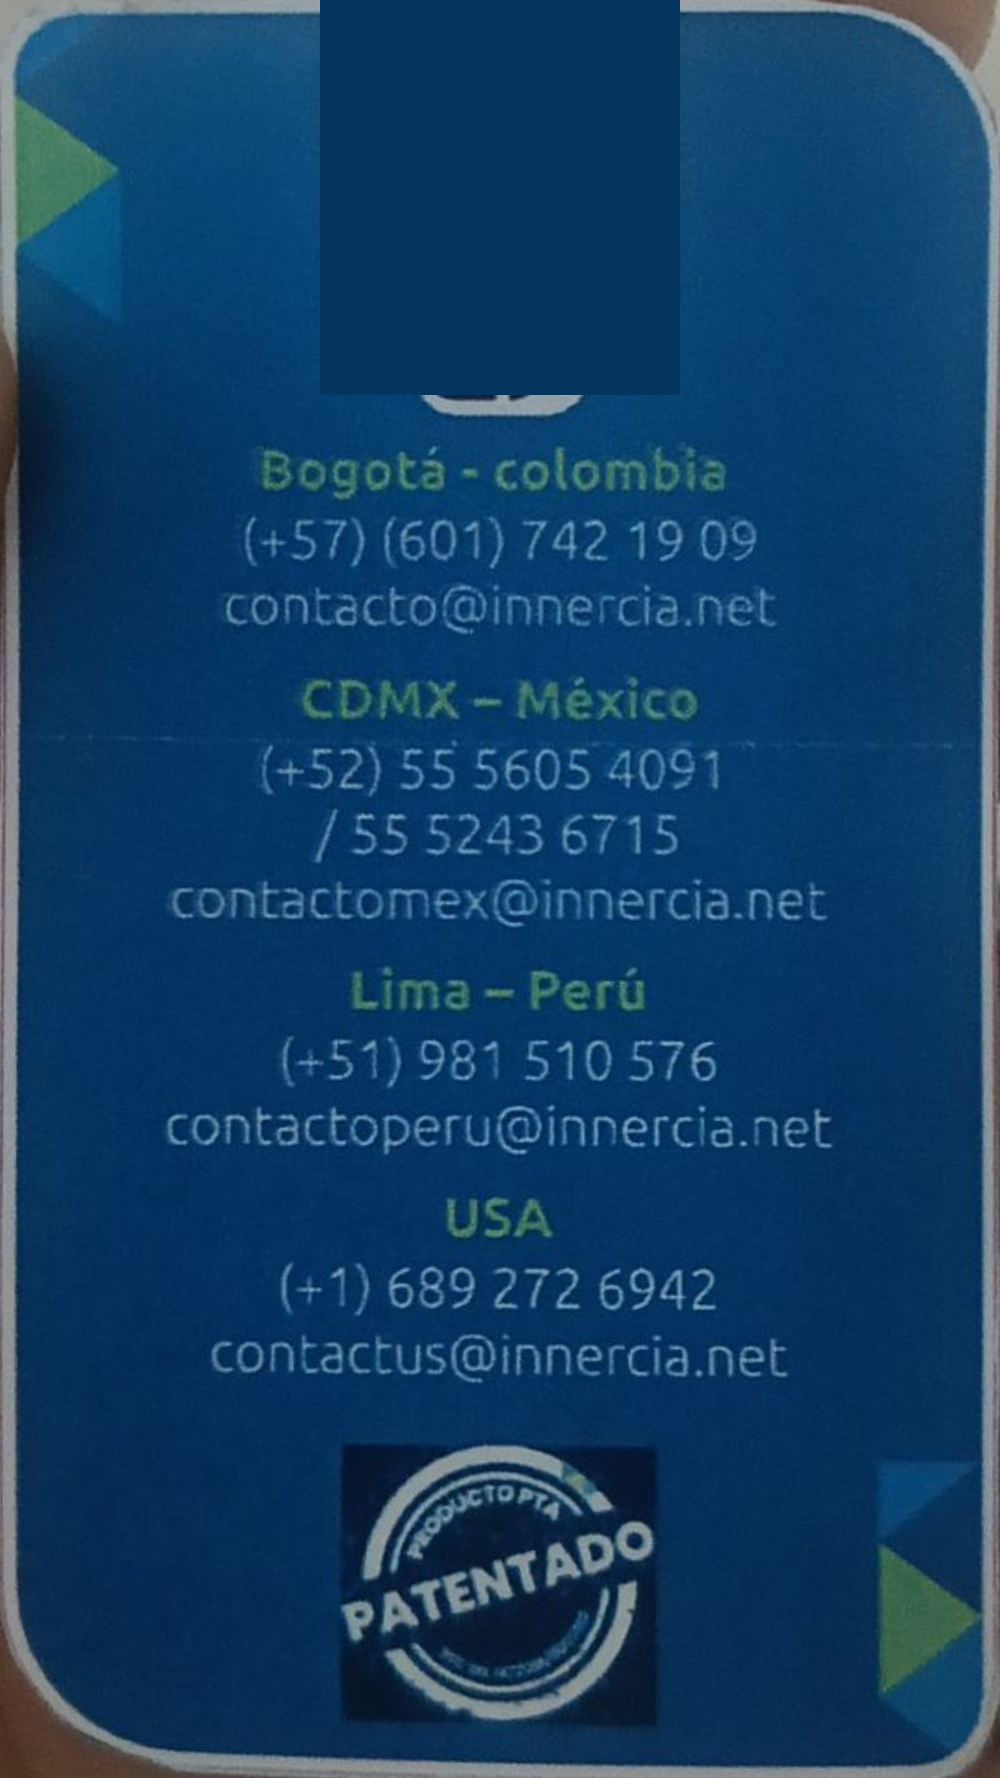 Bogotá - colombia
(+57) (601) 742 19 09
contacto@innercia.net
CDMX – México
(+52) 55 5605 4091
/ 55 5243 6715
contactomex@innercia.net
Lima – Perú
(+51) 981 510 576
contactoperu@innercia.net
USA
(+1) 689 272 6942
contactus@innercia.net
PRODUCTO PTA
PATENTADO